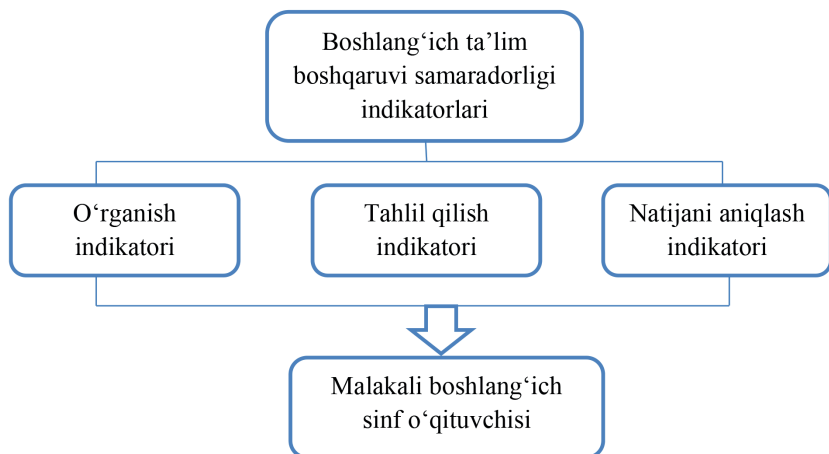 Boshlang‘ich ta’lim
boshqaruvi samaradorligi
indikatorlari
O‘rganish
indikatori
Tahlil qilish
indikatori
Natijani aniqlash
indikatori
Malakali boshlang‘ich
sinf o‘qituvchisi